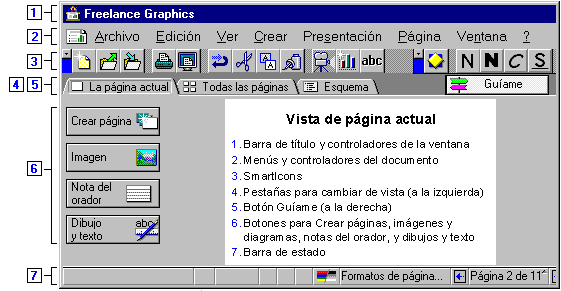 1 Freelance Graphics
2 Archivo Edición Ver Crear Presentación Página Ventana ?
3 abc N N C S
4 5 La página actual Todas las páginas Esquema Guíame
6
Crear página
Imagen
Nota del
orador
Dibujo
y texto
abc
Vista de página actual
1. Barra de título y controladores de la ventana
2. Menús y controladores del documento
3. SmartIcons
4. Pestañas para cambiar de vista (a la izquierda)
5. Botón Guíame (a la derecha)
6. Botones para Crear páginas, imágenes y
diagramas, notas del orador, y dibujos y texto
7. Barra de estado
7 Formatos de página... Página 2 de 11